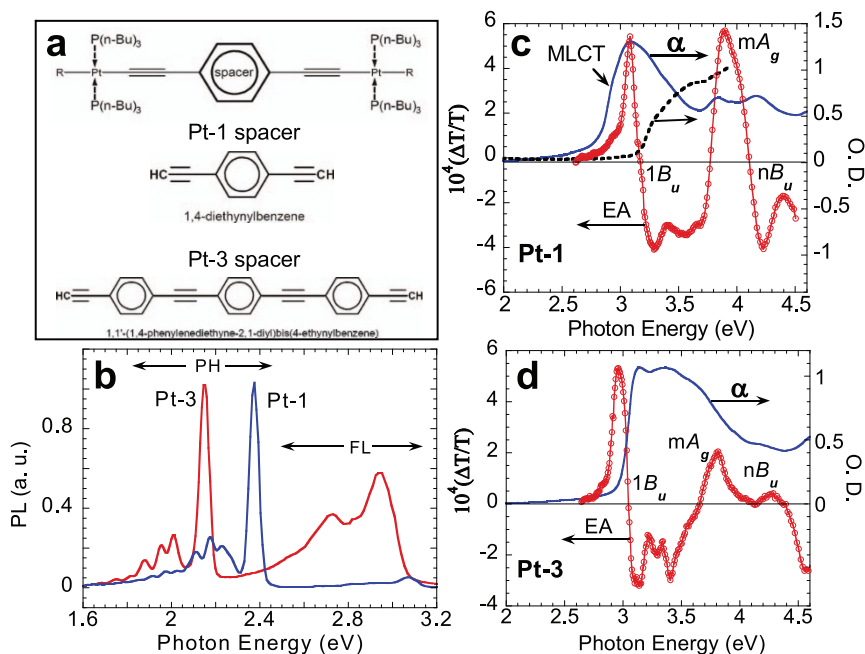 a
P(n-Bu)3 P(n-Bu)3
R Pt spacer Pt R
P(n-Bu)3 P(n-Bu)3
Pt-1 spacer
HC CH
1,4-diethynylbenzene
Pt-3 spacer
HC CH
1,1'-(1,4-phenylenediethyne-2,1-diyl)bis(4-ethynylbenzene)
b
PH
Pt-3 Pt-1
FL
PL (a. u.)
0.8
0.4
0
1.6 2 2.4 2.8 3.2
Photon Energy (eV)
c
MLCT
α
mAg
1Bu
nBu
EA
Pt-1
10^4(ΔT/T)
6
4
2
0
-2
-4
-6
O. D.
1.5
1
0.5
0
-0.5
-1
2 2.5 3 3.5 4 4.5
Photon Energy (eV)
d
α
mAg
nBu
1Bu
EA
Pt-3
10^4(ΔT/T)
6
4
2
0
-2
-4
O. D.
1
0.5
0
2 2.5 3 3.5 4 4.5
Photon Energy (eV)